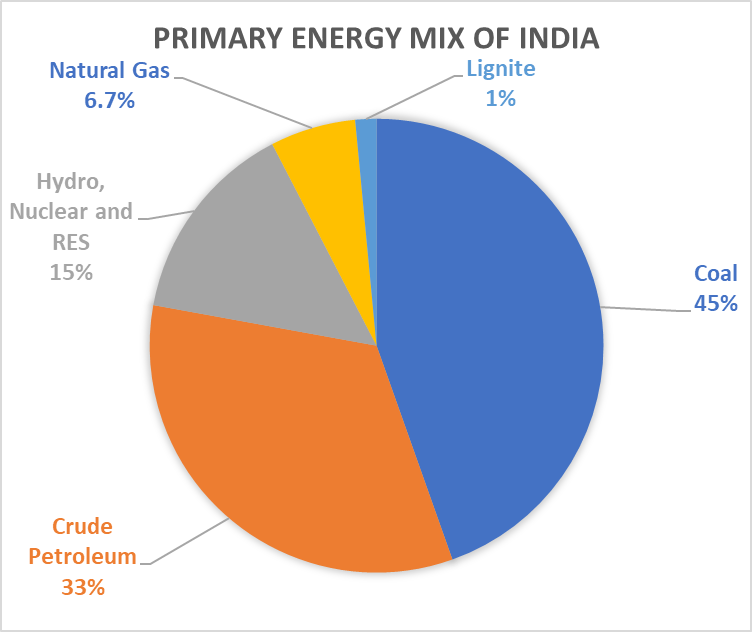 PRIMARY ENERGY MIX OF INDIA
Natural Gas
6.7%
Lignite
1%
Hydro,
Nuclear and
RES
15%
Coal
45%
Crude
Petroleum
33%